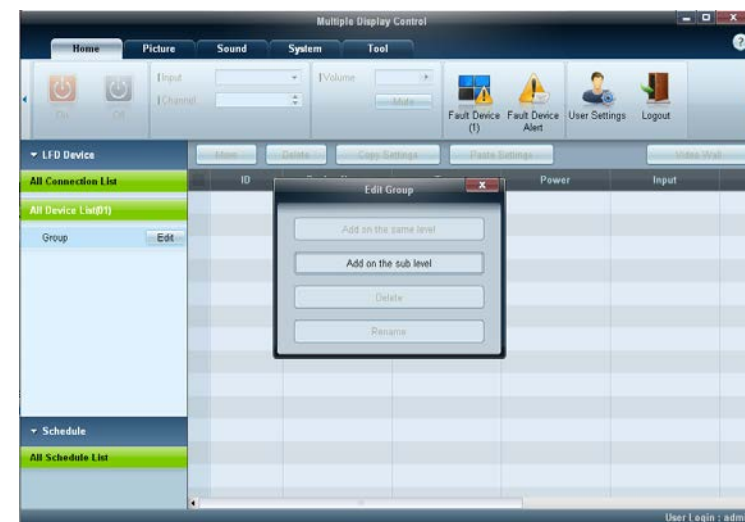 Multiple Display Control
Home Picture Sound System Tool ?
Input Volume
On Off Channel Mute
Fault Device (1) Fault Device Alert User Settings Logout
LFD Device Move Delete Copy Settings Paste Settings Video Wall
All Connection List ID Power Input
Edit Group
All Device List(01)
Add on the same level
Group Edit
Add on the sub level
Delete
Rename
Schedule
All Schedule List
User Login : adm